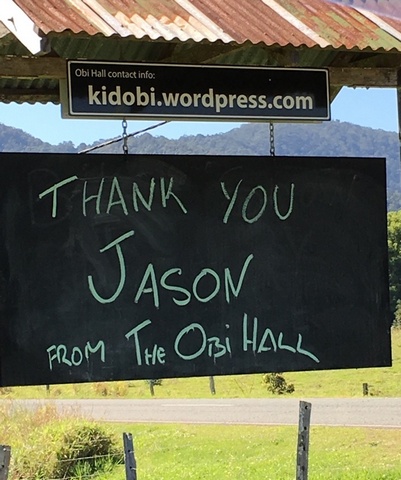 Obi Hall contact info:
kidobi.wordpress.com
THANK YOU
JASON
FROM THE OBi HALL